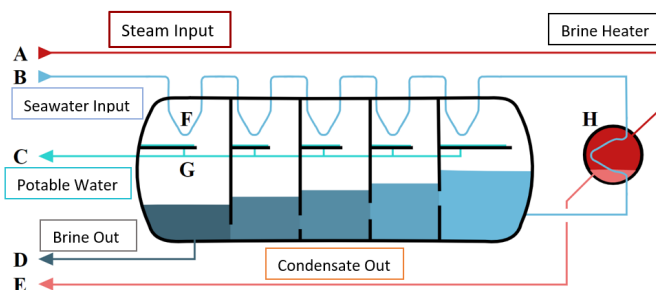 Steam Input
Brine Heater
A
B
Seawater Input
F
H
C
G
Potable Water
Brine Out
D
Condensate Out
E